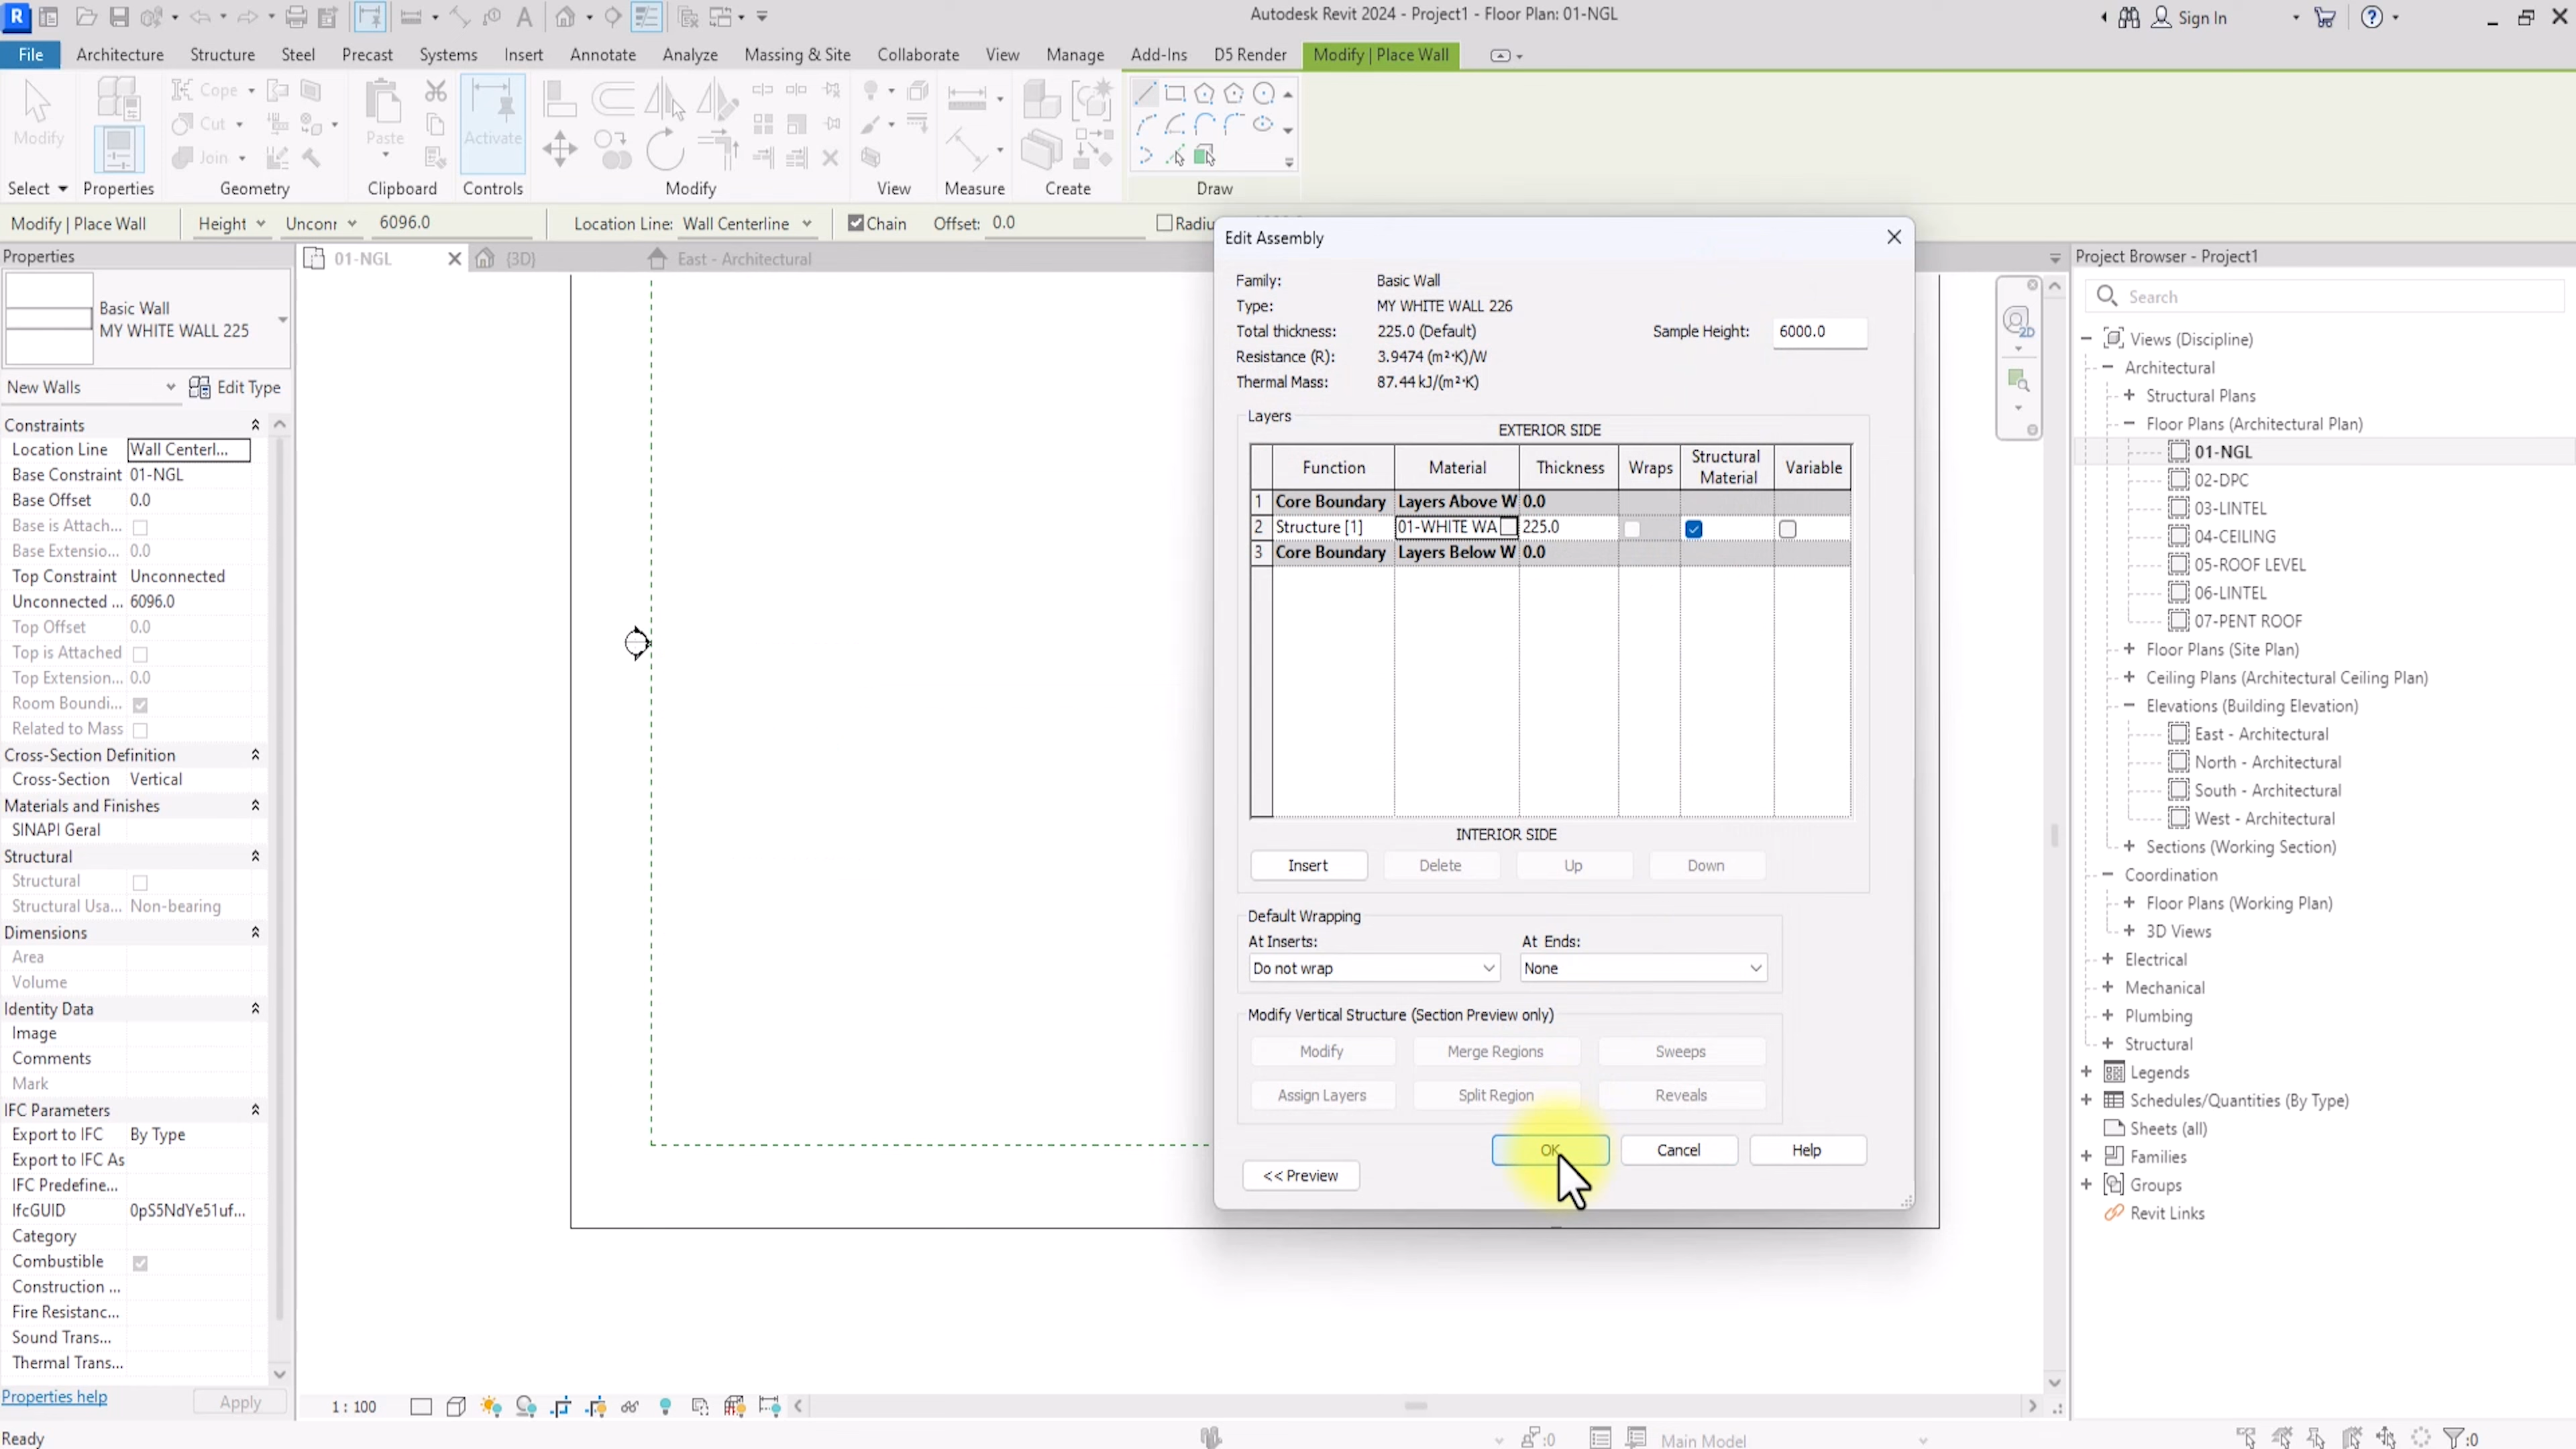 Autodesk Revit 2024 - Project1 - Floor Plan: 01-NGL
Sign In
File Architecture Structure Steel Precast Systems Insert Annotate Analyze Massing & Site Collaborate View Manage Add-Ins D5 Render Modify | Place Wall
Modify
Cope
Cut
Join
Paste
Activate
Select Properties Geometry Clipboard Controls Modify View Measure Create Draw
Modify | Place Wall Height Unconr 6096.0 Location Line: Wall Centerline Chain Offset: 0.0 Radiu
Properties
Basic Wall
MY WHITE WALL 225
New Walls Edit Type
Constraints
Location Line Wall Centerl...
Base Constraint 01-NGL
Base Offset 0.0
Base is Attach...
Base Extensio... 0.0
Top Constraint Unconnected
Unconnected ... 6096.0
Top Offset 0.0
Top is Attached
Top Extension... 0.0
Room Boundi...
Related to Mass
Cross-Section Definition
Cross-Section Vertical
Materials and Finishes
SINAPI Geral
Structural
Structural
Structural Usa... Non-bearing
Dimensions
Area
Volume
Identity Data
Image
Comments
Mark
IFC Parameters
Export to IFC By Type
Export to IFC As
IFC Predefine...
IfcGUID 0pS5NdYe51uf...
Category
Combustible
Construction ...
Fire Resistanc...
Sound Trans...
Thermal Trans...
Properties help Apply
Ready
01-NGL {3D} East - Architectural
Edit Assembly
Family: Basic Wall
Type: MY WHITE WALL 226
Total thickness: 225.0 (Default) Sample Height: 6000.0
Resistance (R): 3.9474 (m²·K)/W
Thermal Mass: 87.44 kJ/(m²·K)
Layers
EXTERIOR SIDE
Function Material Thickness Wraps Structural Material Variable
1 Core Boundary Layers Above W 0.0
2 Structure [1] 01-WHITE WA 225.0
3 Core Boundary Layers Below W 0.0
INTERIOR SIDE
Insert Delete Up Down
Default Wrapping
At Inserts: At Ends:
Do not wrap None
Modify Vertical Structure (Section Preview only)
Modify Merge Regions Sweeps
Assign Layers Split Region Reveals
OK Cancel Help
<< Preview
1 : 100
:0 Main Model :0
2D
Project Browser - Project1
Search
Views (Discipline)
Architectural
Structural Plans
Floor Plans (Architectural Plan)
01-NGL
02-DPC
03-LINTEL
04-CEILING
05-ROOF LEVEL
06-LINTEL
07-PENT ROOF
Floor Plans (Site Plan)
Ceiling Plans (Architectural Ceiling Plan)
Elevations (Building Elevation)
East - Architectural
North - Architectural
South - Architectural
West - Architectural
Sections (Working Section)
Coordination
Floor Plans (Working Plan)
3D Views
Electrical
Mechanical
Plumbing
Structural
Legends
Schedules/Quantities (By Type)
Sheets (all)
Families
Groups
Revit Links